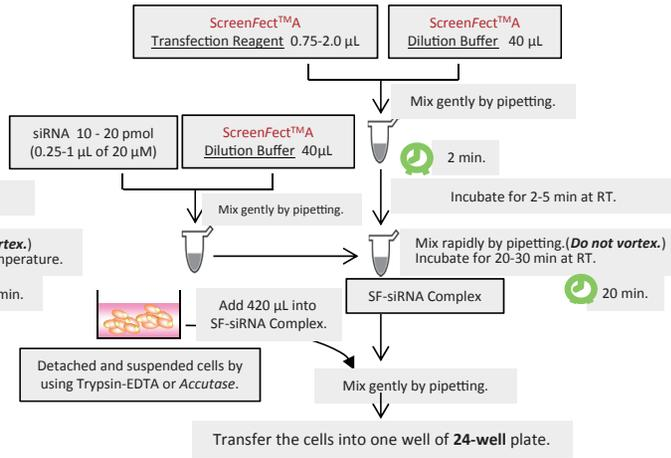 ScreenFect™A
Transfection Reagent 0.75-2.0 µL
ScreenFect™A
Dilution Buffer 40 µL
Mix gently by pipetting.
siRNA 10 - 20 pmol
(0.25-1 µL of 20 µM)
ScreenFect™A
Dilution Buffer 40µL
2 min.
Incubate for 2-5 min at RT.
Mix gently by pipetting.
rtex.)
mperature.
min.
Mix rapidly by pipetting.(Do not vortex.)
Incubate for 20-30 min at RT.
20 min.
SF-siRNA Complex
Add 420 µL into
SF-siRNA Complex.
Detached and suspended cells by
using Trypsin-EDTA or Accutase.
Mix gently by pipetting.
Transfer the cells into one well of 24-well plate.